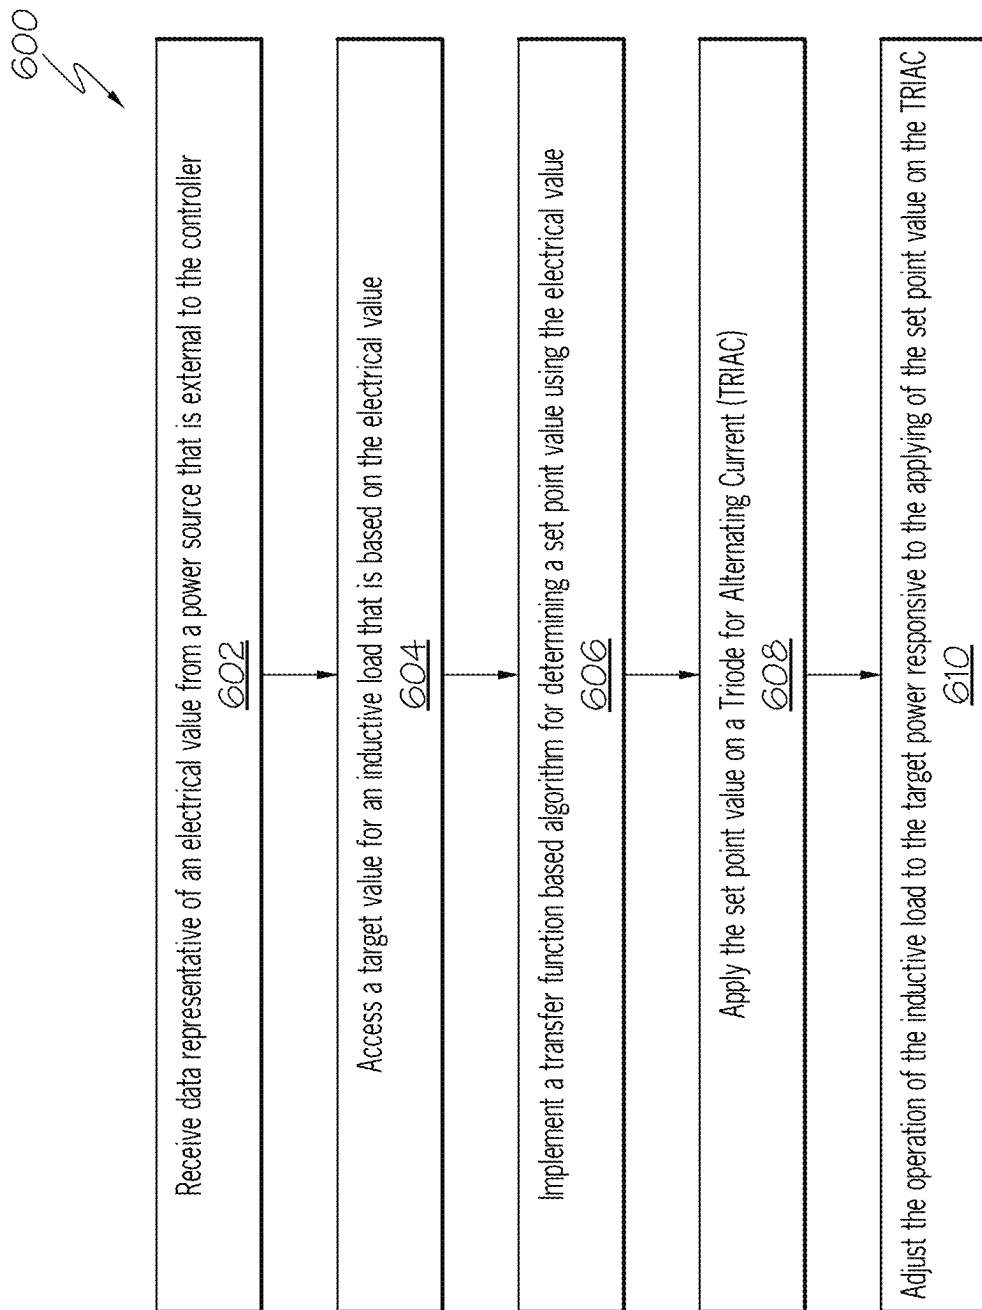 600
Receive data representative of an electrical value from a power source that is external to the controller
602
Access a target value for an inductive load that is based on the electrical value
604
Implement a transfer function based algorithm for determining a set point value using the electrical value
606
Apply the set point value on a Triode for Alternating Current (TRIAC)
608
Adjust the operation of the inductive load to the target power responsive to the applying of the set point value on the TRIAC
610